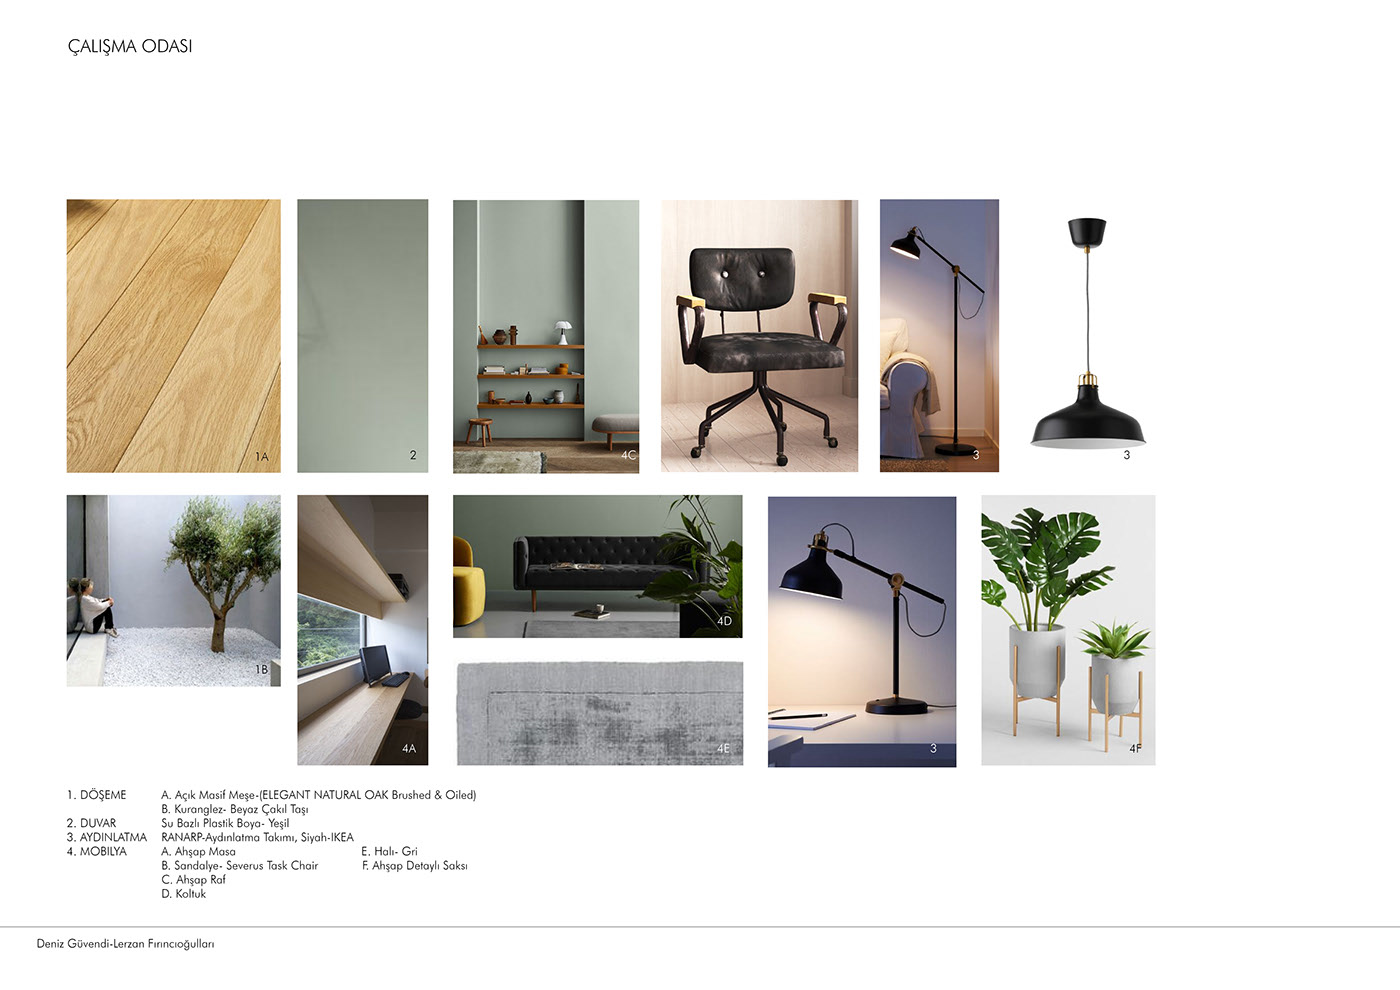 ÇALIŞMA ODASI
1A
2
4C
3
3
1B
4A
4D
4E
3
4F
1. DÖŞEME A. Açık Masif Meşe-(ELEGANT NATURAL OAK Brushed & Oiled)
B. Kuranglez- Beyaz Çakıl Taşı
2. DUVAR Su Bazlı Plastik Boya- Yeşil
3. AYDINLATMA RANARP-Aydınlatma Takımı, Siyah-IKEA
4. MOBILYA A. Ahşap Masa E. Halı- Gri
B. Sandalye- Severus Task Chair F. Ahşap Detaylı Saksı
C. Ahşap Raf
D. Koltuk
Deniz Güvendi-Lerzan Fırıncıoğulları